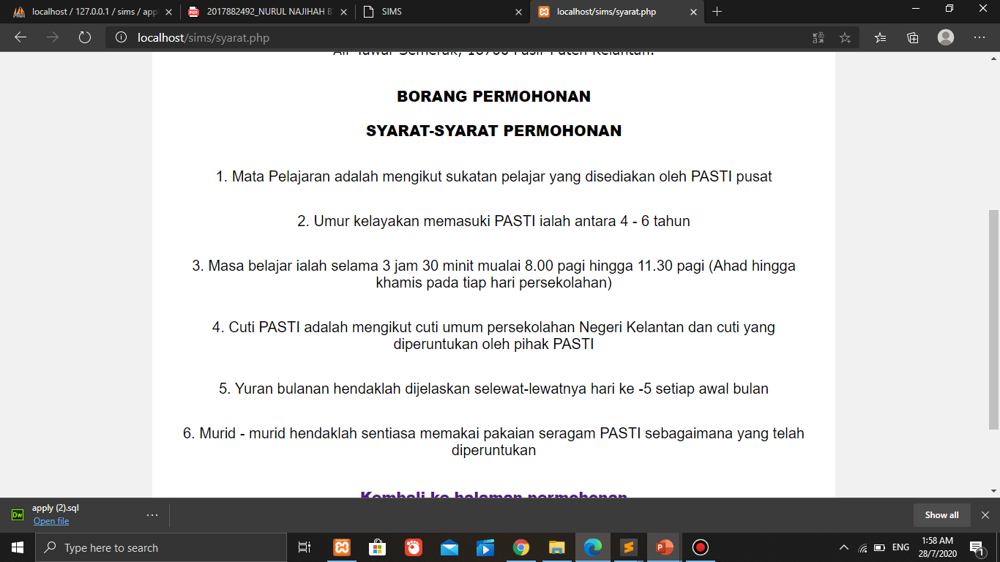 localhost / 127.0.0.1 / sims / app
2017882492_NURUL NAJIHAH B
SIMS
localhost/sims/syarat.php
localhost/sims/syarat.php
BORANG PERMOHONAN
SYARAT-SYARAT PERMOHONAN
1. Mata Pelajaran adalah mengikut sukatan pelajar yang disediakan oleh PASTI pusat
2. Umur kelayakan memasuki PASTI ialah antara 4 - 6 tahun
3. Masa belajar ialah selama 3 jam 30 minit mualai 8.00 pagi hingga 11.30 pagi (Ahad hingga
khamis pada tiap hari persekolahan)
4. Cuti PASTI adalah mengikut cuti umum persekolahan Negeri Kelantan dan cuti yang
diperuntukan oleh pihak PASTI
5. Yuran bulanan hendaklah dijelaskan selewat-lewatnya hari ke -5 setiap awal bulan
6. Murid - murid hendaklah sentiasa memakai pakaian seragam PASTI sebagaimana yang telah
diperuntukan
Kembali ke halaman permohonan
Dw
apply (2).sql
Open file
Show all
Type here to search
ENG
1:58 AM
28/7/2020
1